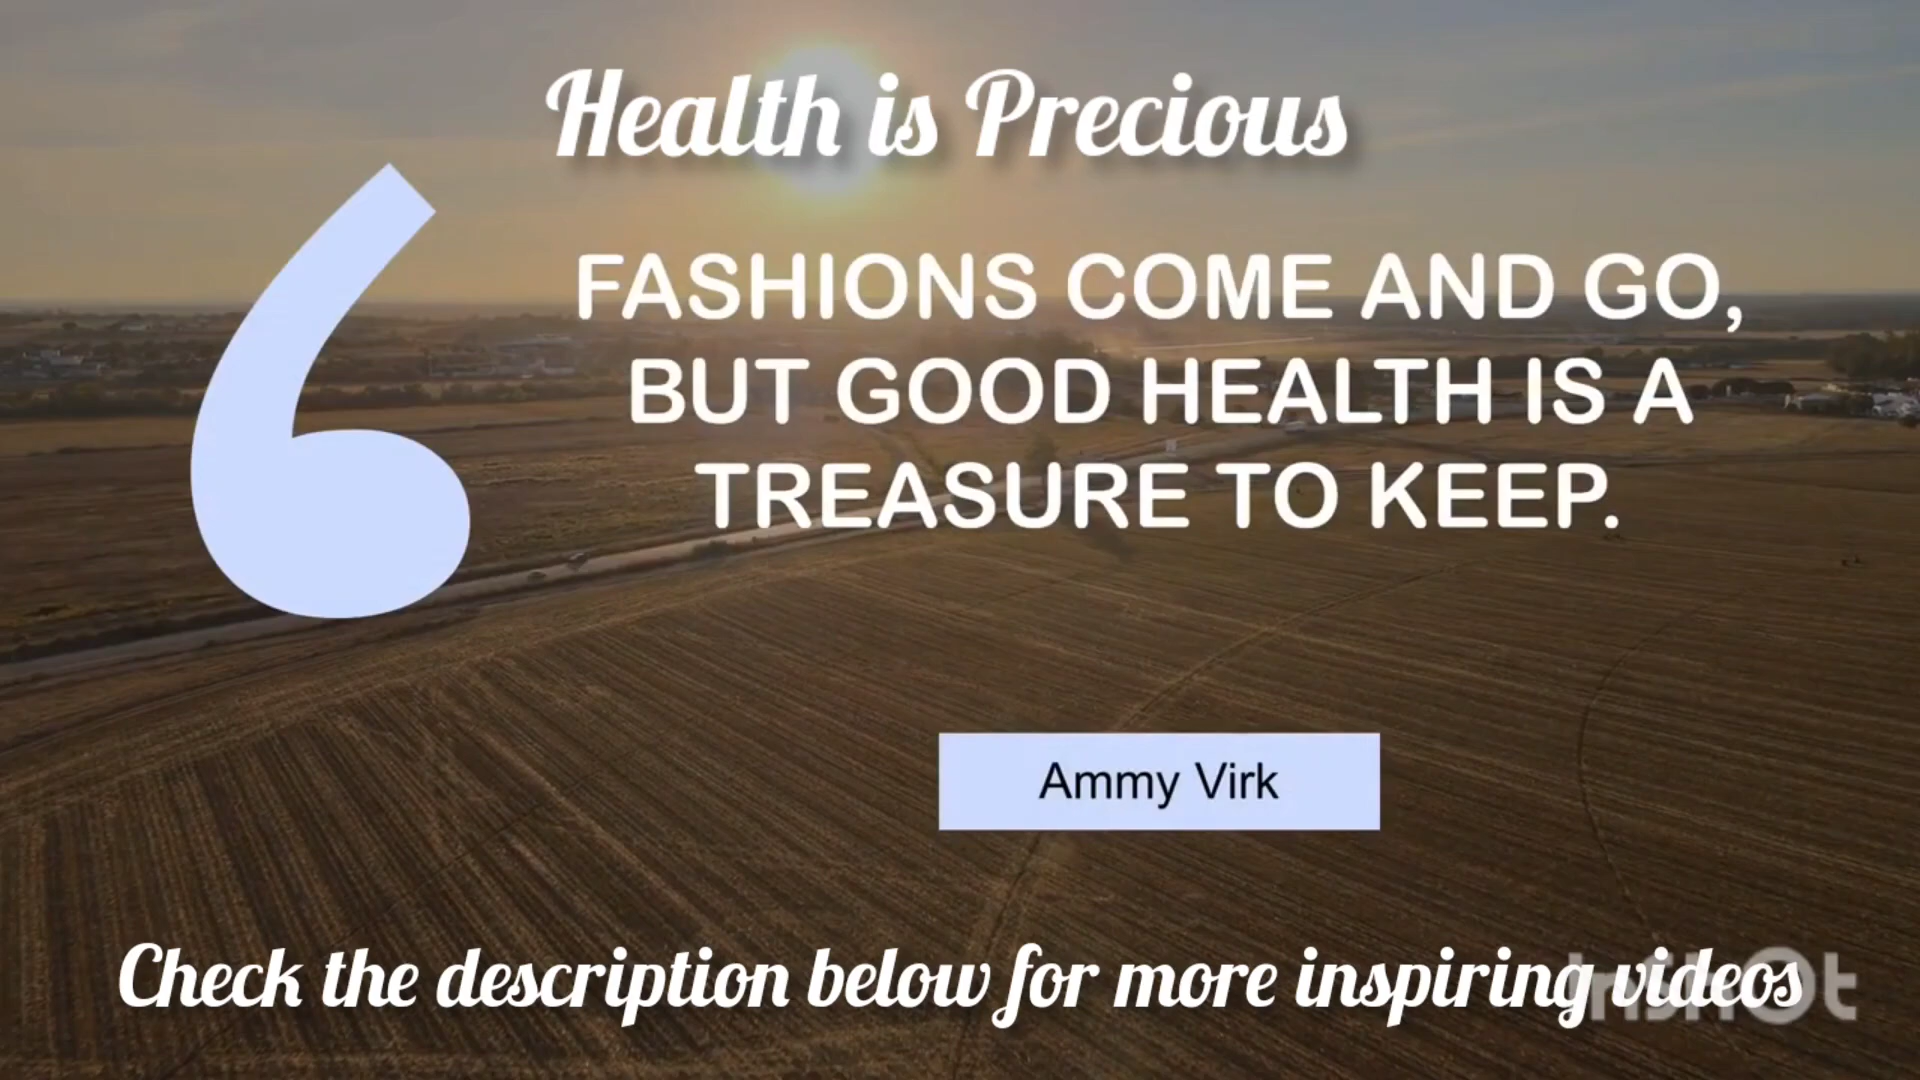 Health is Precious
FASHIONS COME AND GO,
BUT GOOD HEALTH IS A
TREASURE TO KEEP.
Ammy Virk
Check the description below for more inspiring videos
InShOt